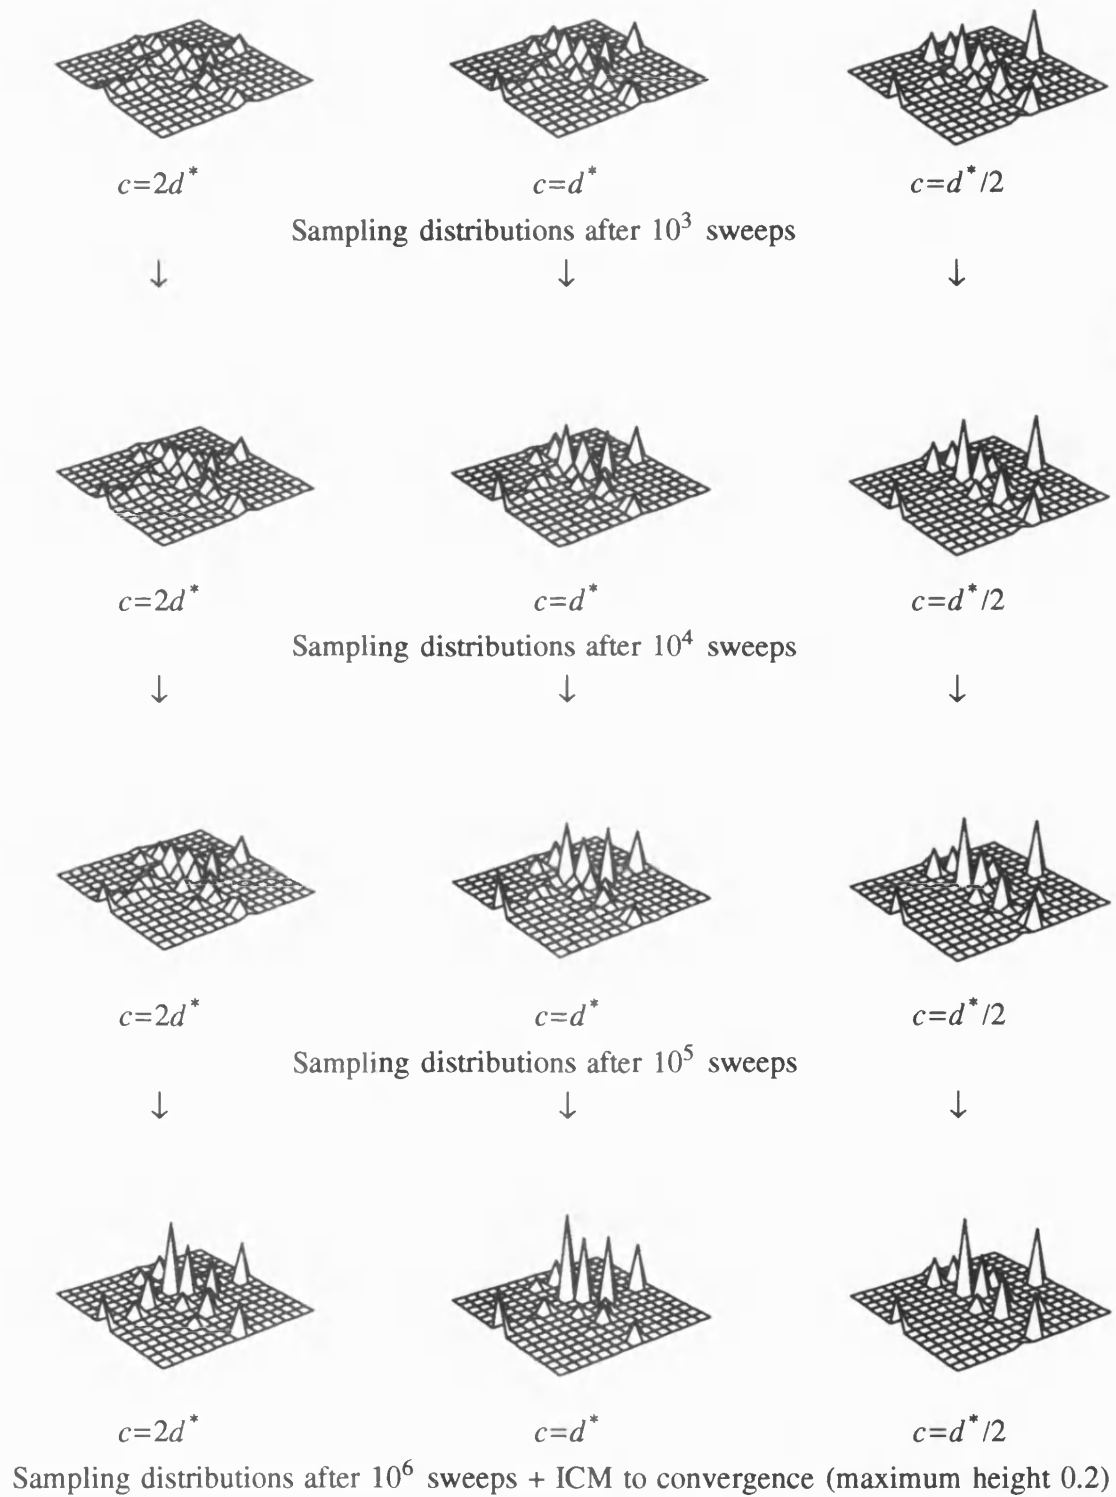 c=2d* c=d* c=d*/2
Sampling distributions after 10³ sweeps
↓ ↓ ↓
c=2d* c=d* c=d*/2
Sampling distributions after 10⁴ sweeps
↓ ↓ ↓
c=2d* c=d* c=d*/2
Sampling distributions after 10⁵ sweeps
↓ ↓ ↓
c=2d* c=d* c=d*/2
Sampling distributions after 10⁶ sweeps + ICM to convergence (maximum height 0.2)